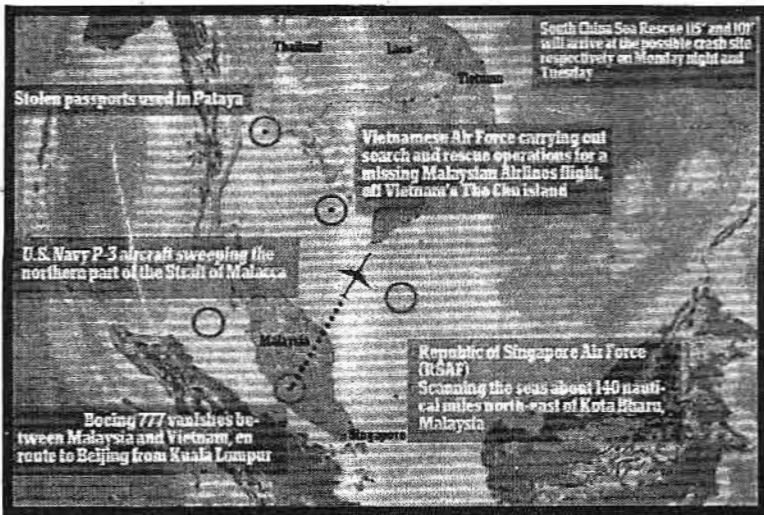 Thailand
Laos
Vietnam
South China Sea Rescue 115' and 101'
will arrive at the possible crash site
respectively on Monday night and
Tuesday
Stolen passports used in Pataya
Vietnamese Air Force carrying out
search and rescue operations for a
missing Malaysian Airlines flight,
off Vietnam's Tho Chu island
U.S. Navy P-3 aircraft sweeping the
northern part of the Strait of Malacca
Malaysia
Republic of Singapore Air Force
(RSAF)
Scanning the seas about 140 nauti-
cal miles north-east of Kota Bharu,
Malaysia
Boeing 777 vanishes be-
tween Malaysia and Vietnam, en
route to Beijing from Kuala Lumpur
Singapore